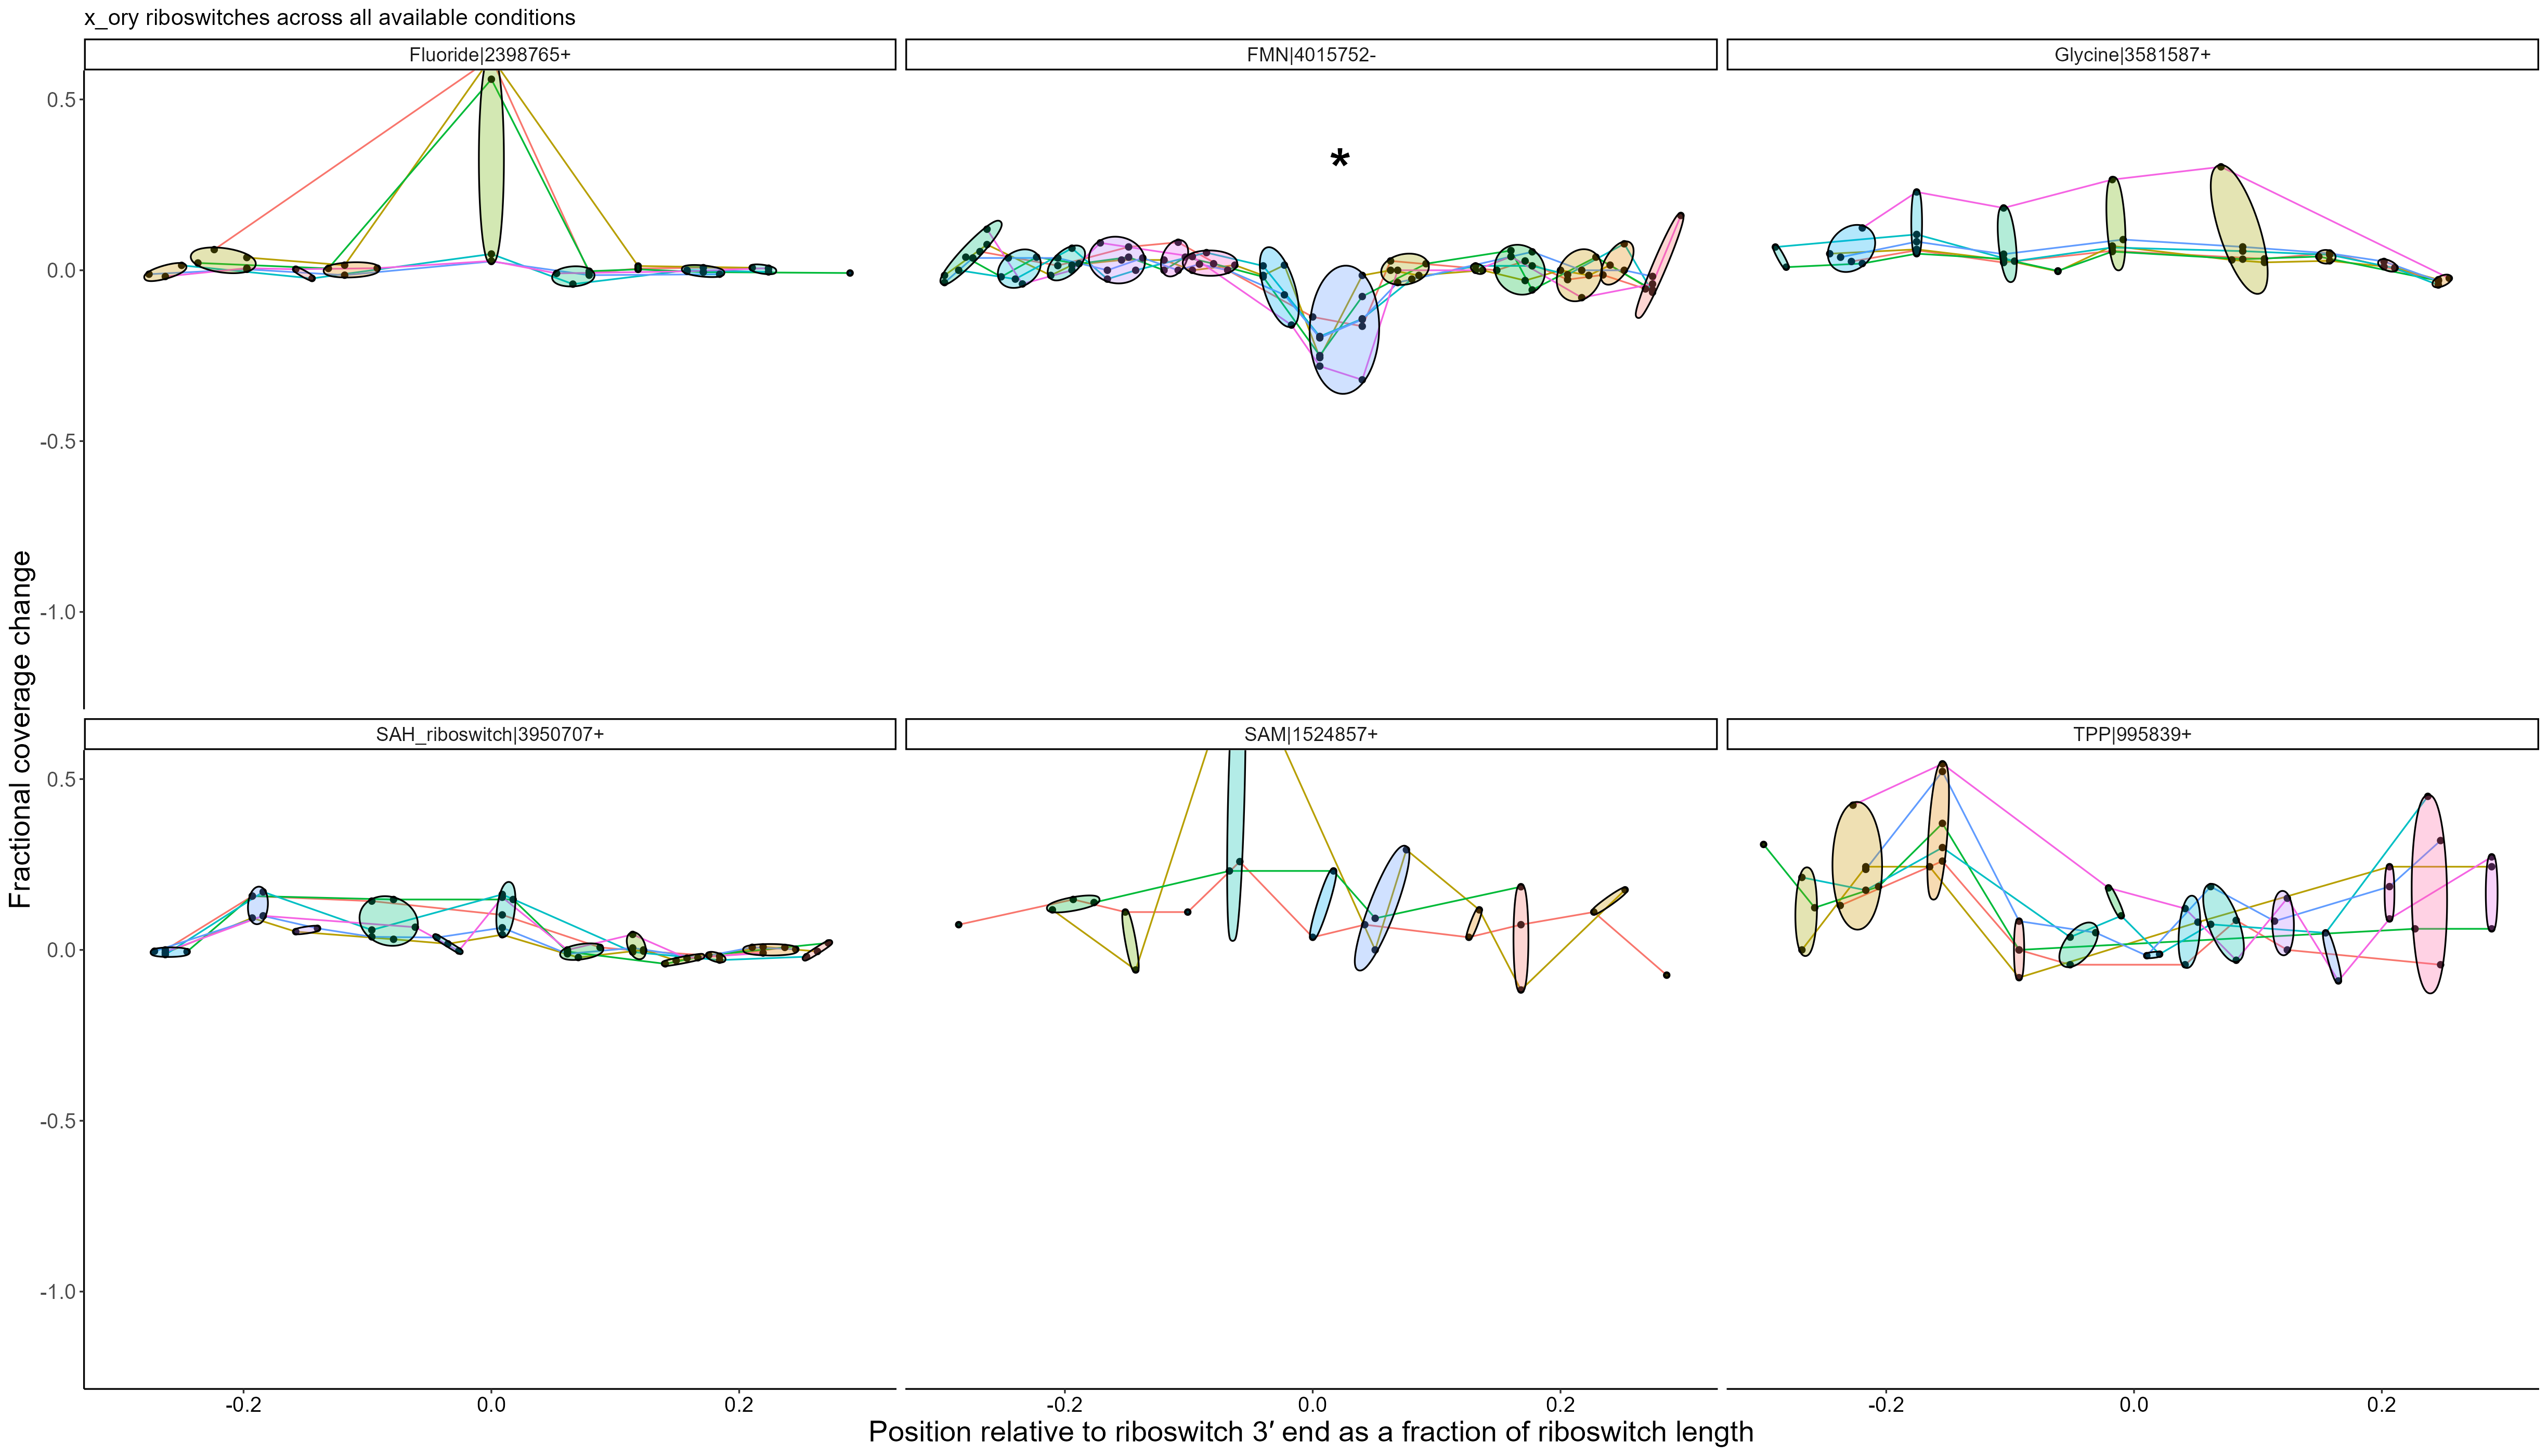 x_ory riboswitches across all available conditions
Fluoride|2398765+
FMN|4015752-
Glycine|3581587+
0.5
0.0
-0.5
-1.0
*
SAH_riboswitch|3950707+
SAM|1524857+
TPP|995839+
0.5
0.0
-0.5
-1.0
-0.2 0.0 0.2
-0.2 0.0 0.2
-0.2 0.0 0.2
Position relative to riboswitch 3′ end as a fraction of riboswitch length
Fractional coverage change